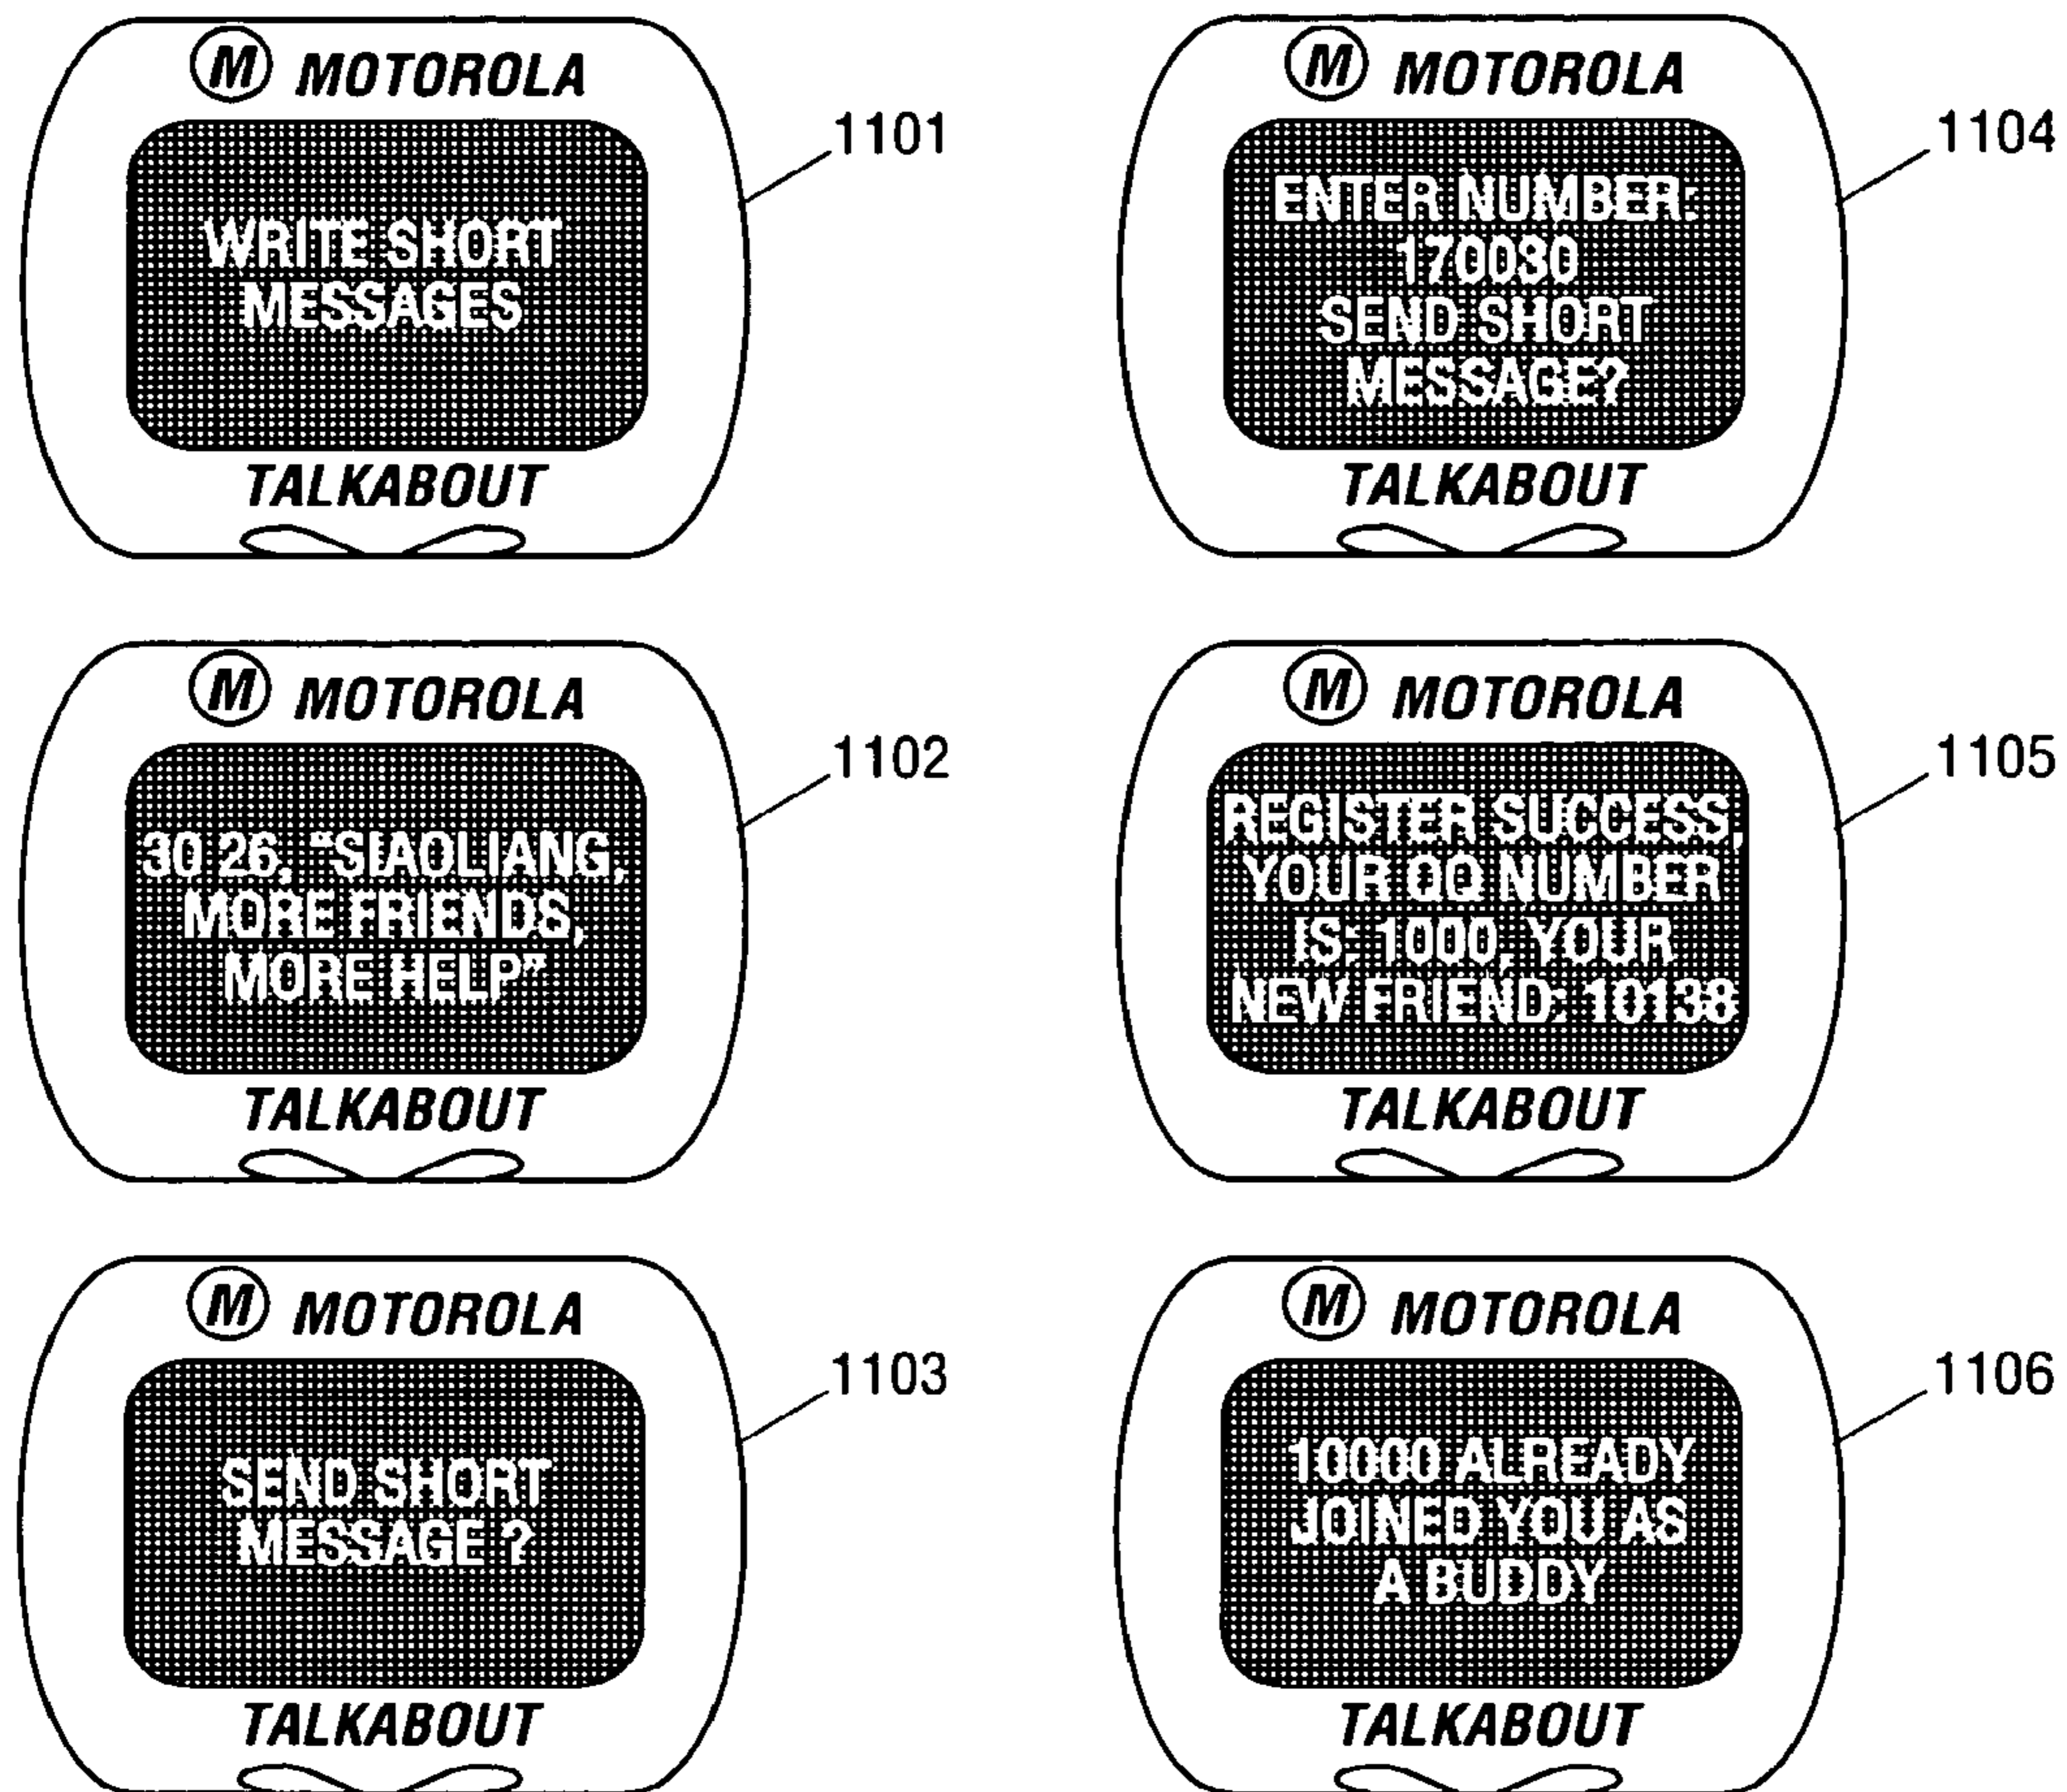 M MOTOROLA
WRITE SHORT
MESSAGES
TALKABOUT
1101
M MOTOROLA
30 26, “SIAOLIANG,
MORE FRIENDS,
MORE HELP”
TALKABOUT
1102
M MOTOROLA
SEND SHORT
MESSAGE ?
TALKABOUT
1103
M MOTOROLA
ENTER NUMBER:
170030
SEND SHORT
MESSAGE?
TALKABOUT
1104
M MOTOROLA
REGISTER SUCCESS,
YOUR QQ NUMBER
IS: 1000, YOUR
NEW FRIEND: 10138
TALKABOUT
1105
M MOTOROLA
10000 ALREADY
JOINED YOU AS
A BUDDY
TALKABOUT
1106